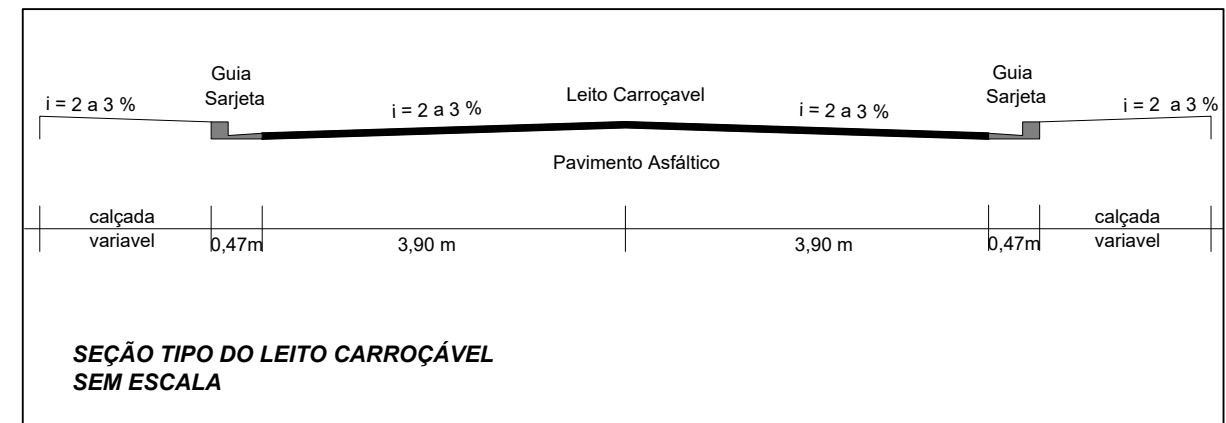 Guia
Sarjeta
Guia
Sarjeta
i = 2 a 3 %
i = 2 a 3 %
Leito Carroçavel
i = 2 a 3 %
i = 2 a 3 %
Pavimento Asfáltico
calçada
variavel
0,47m
3,90 m
3,90 m
0,47m
calçada
variavel
SEÇÃO TIPO DO LEITO CARROÇÁVEL
SEM ESCALA